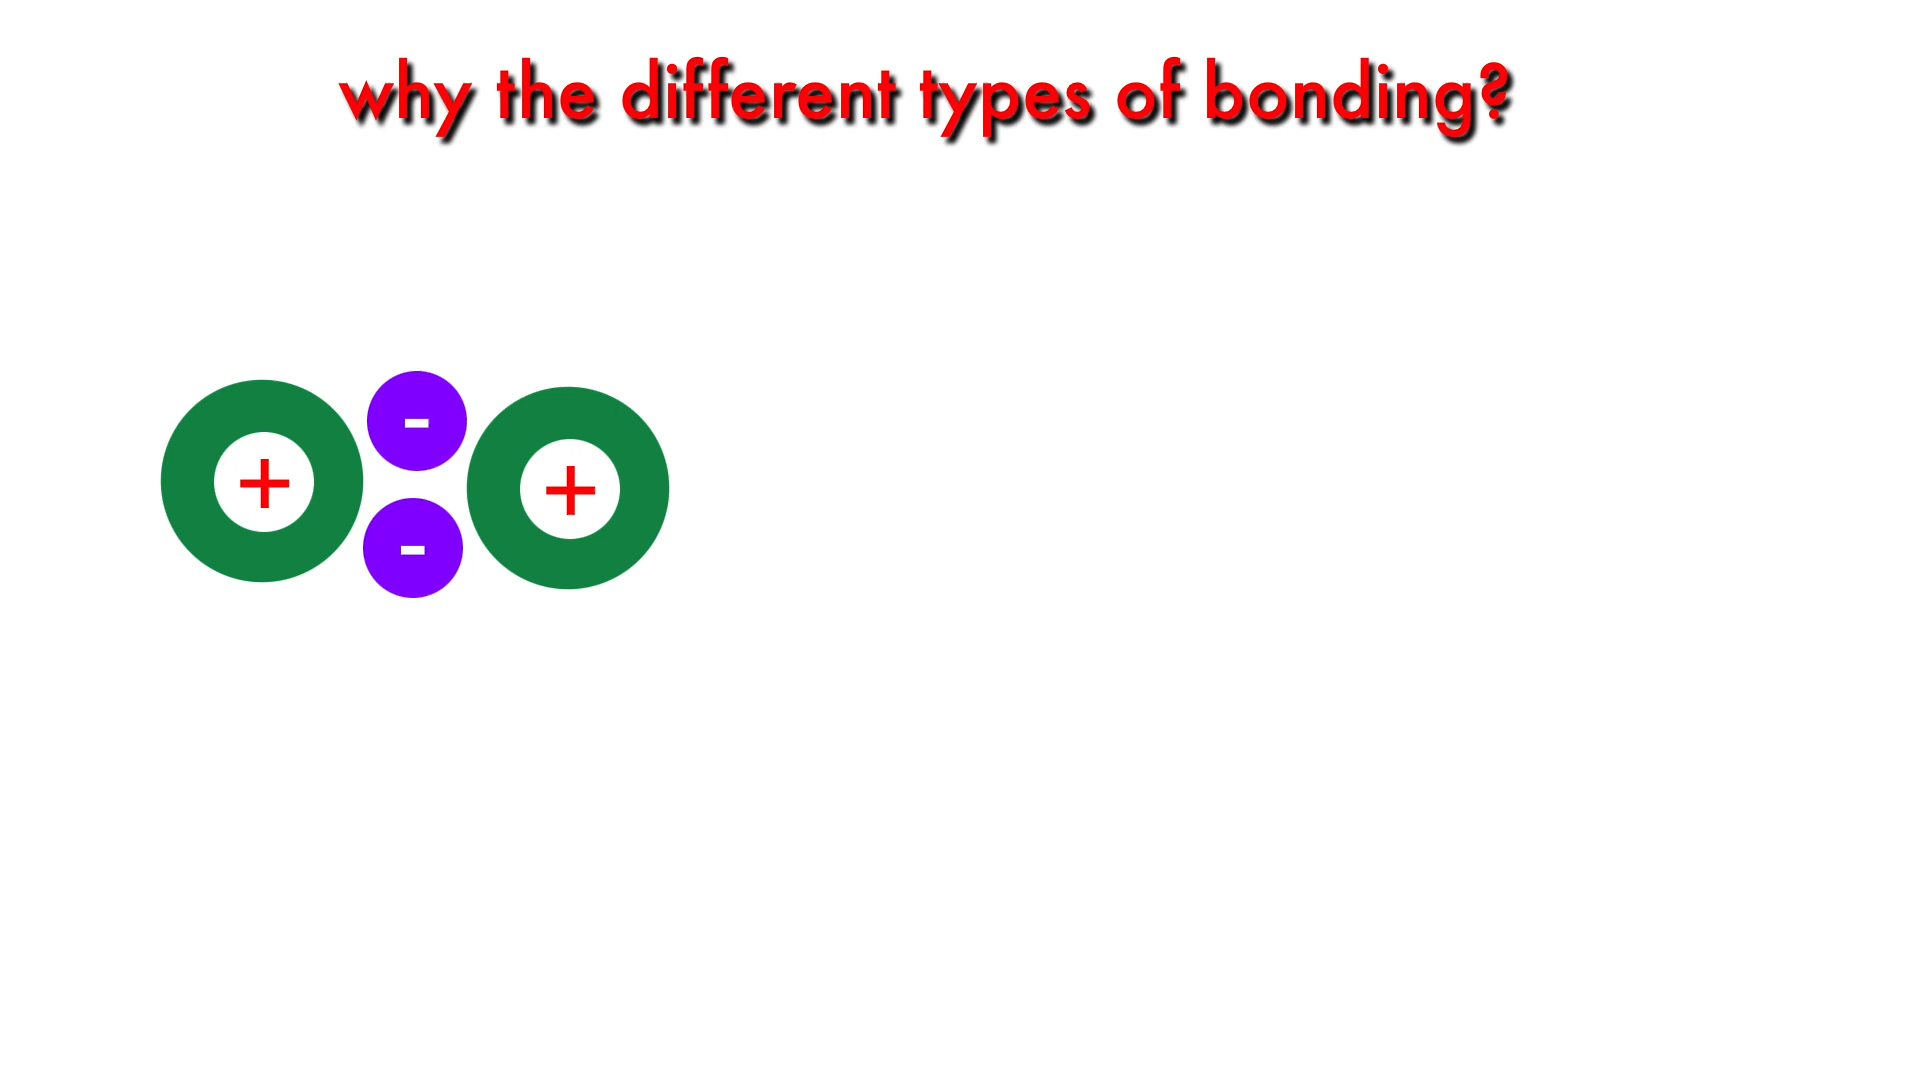 why the different types of bonding?
-
+ +
-